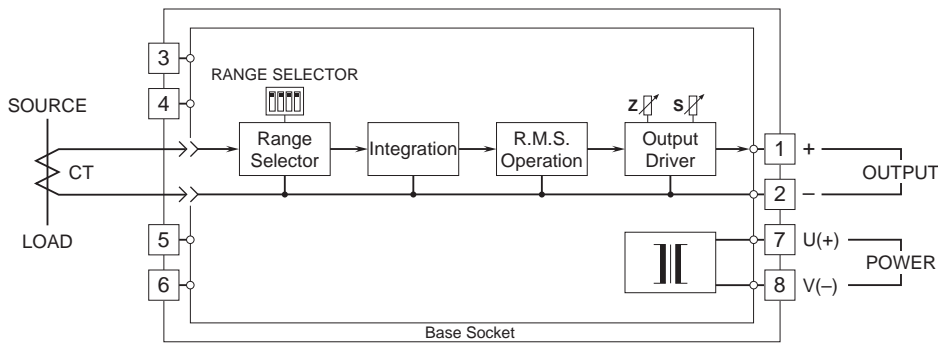 3
4
RANGE SELECTOR
SOURCE
CT
LOAD
Range
Selector
Integration
R.M.S.
Operation
Z
S
Output
Driver
1
+
2
–
OUTPUT
5
6
7
U(+)
8
V(–)
POWER
Base Socket